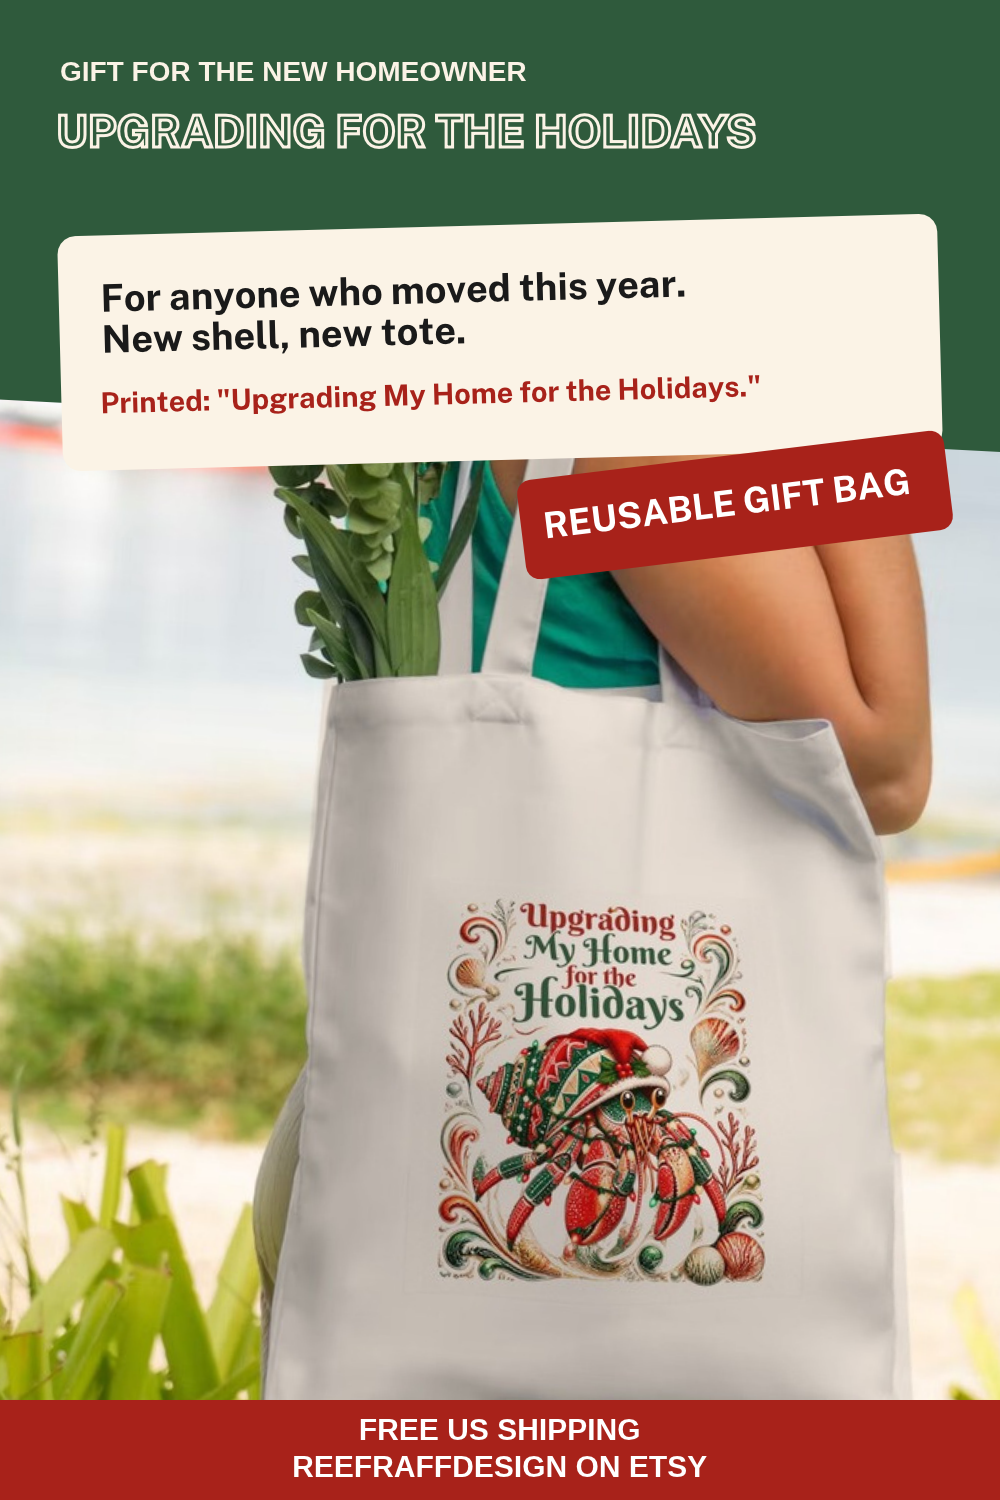 GIFT FOR THE NEW HOMEOWNER
UPGRADING FOR THE HOLIDAYS
For anyone who moved this year.
New shell, new tote.
Printed: "Upgrading My Home for the Holidays."
REUSABLE GIFT BAG
Upgrading
My Home
for the
Holidays
FREE US SHIPPING
REEFRAFFDESIGN ON ETSY